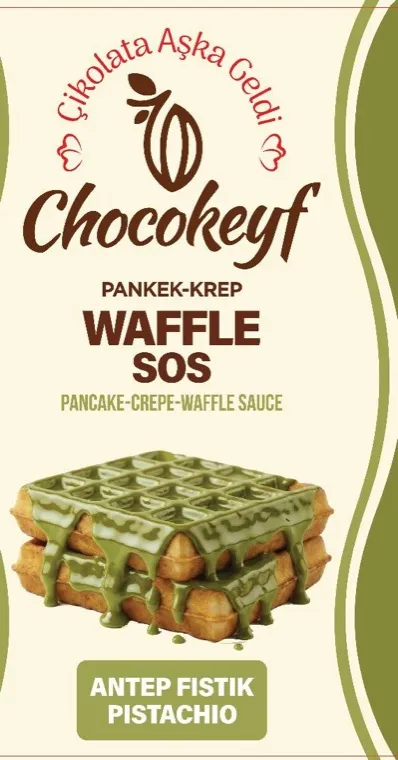 Çikolata Aşka Geldi
Chocokeyf
PANKEK-KREP
WAFFLE
SOS
PANCAKE-CREPE-WAFFLE SAUCE
ANTEP FISTIK
PISTACHIO